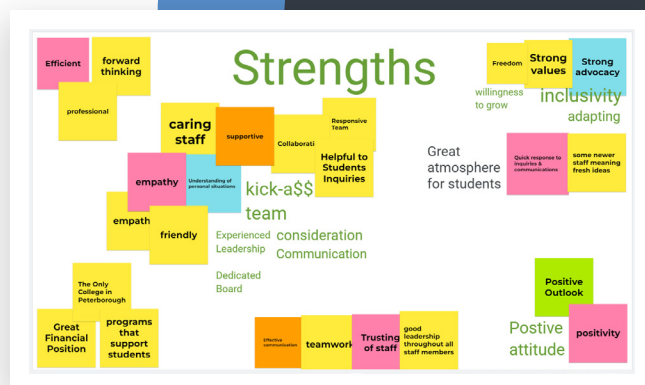 Strengths
Efficient
forward
thinking
professional
Freedom
Strong
values
Strong
advocacy
willingness
to grow
inclusivity
adapting
caring
staff
supportive
Collaborati
Responsive
Team
Helpful to
Students
Inquiries
Great
atmosphere
for students
Quick response to
inquiries &
communications
some newer
staff meaning
fresh ideas
empathy
Understanding of
personal situations
kick-a$$
team
empath
friendly
Experienced
Leadership
consideration
Communication
Dedicated
Board
The Only
College in
Peterborough
Great
Financial
Position
programs
that
support
students
Effective
communication
teamwork
Trusting
of staff
good
leadership
throughout all
staff members
Positive
Outlook
Postive
attitude
positivity